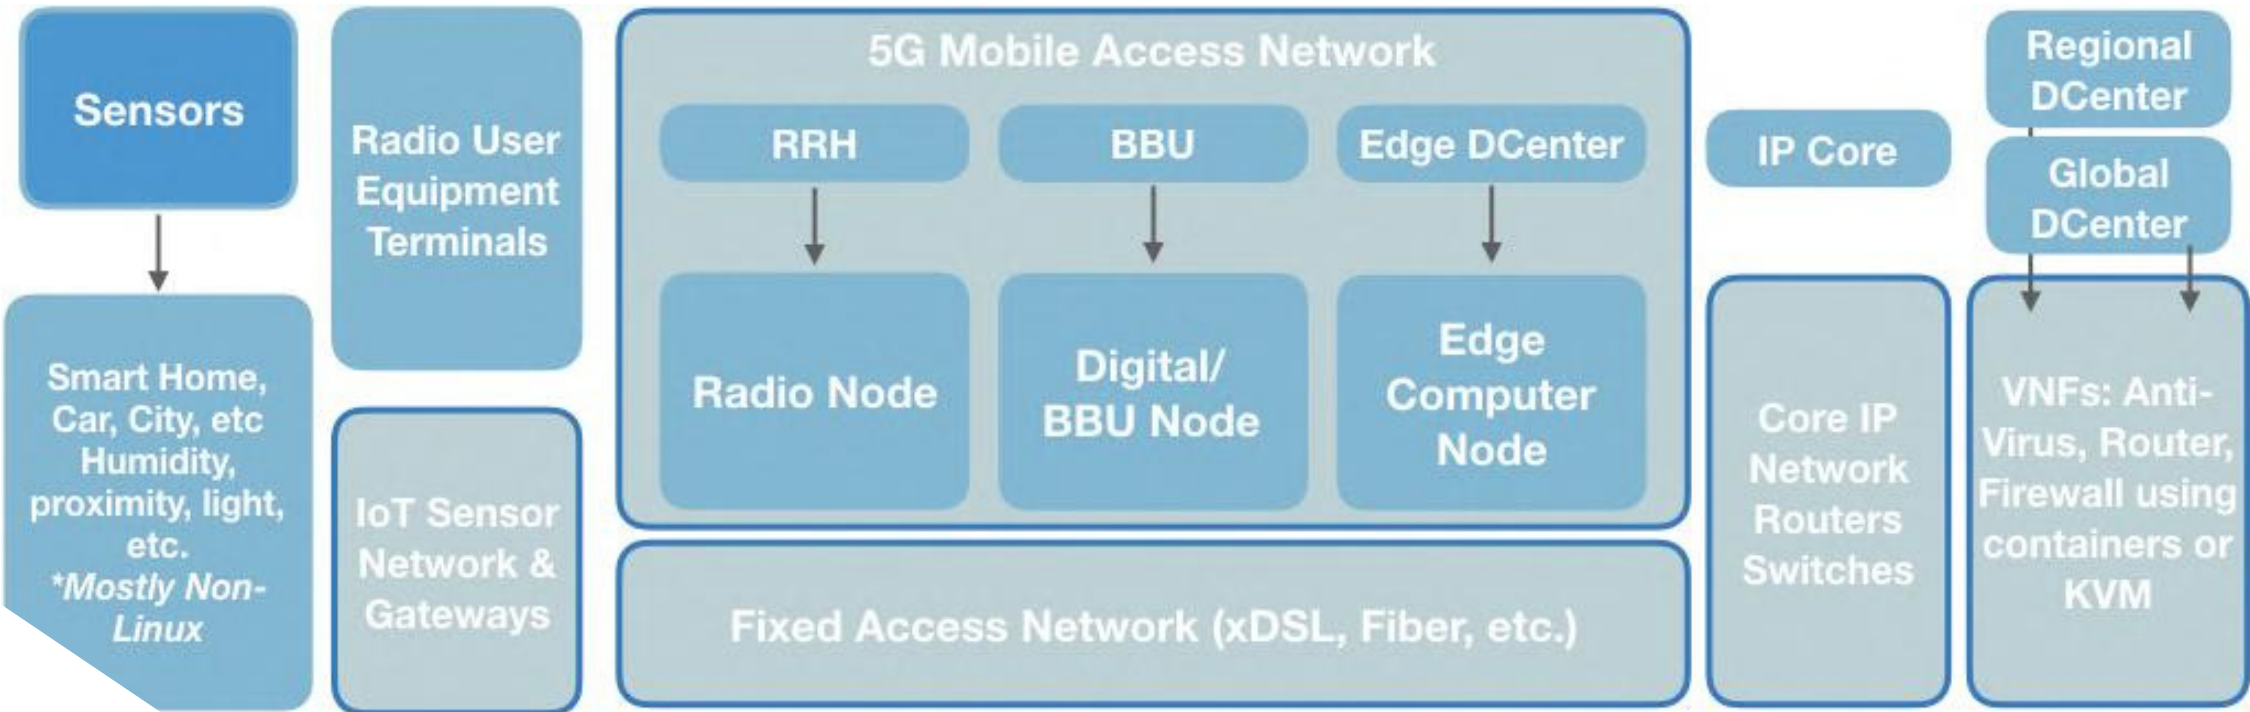 Sensors
Smart Home,
Car, City, etc
Humidity,
proximity, light,
etc.
*Mostly Non-
Linux
Radio User
Equipment
Terminals
IoT Sensor
Network &
Gateways
5G Mobile Access Network
RRH
BBU
Edge DCenter
Radio Node
Digital/
BBU Node
Edge
Computer
Node
Fixed Access Network (xDSL, Fiber, etc.)
IP Core
Core IP
Network
Routers
Switches
Regional
DCenter
Global
DCenter
VNFs: Anti-
Virus, Router,
Firewall using
containers or
KVM